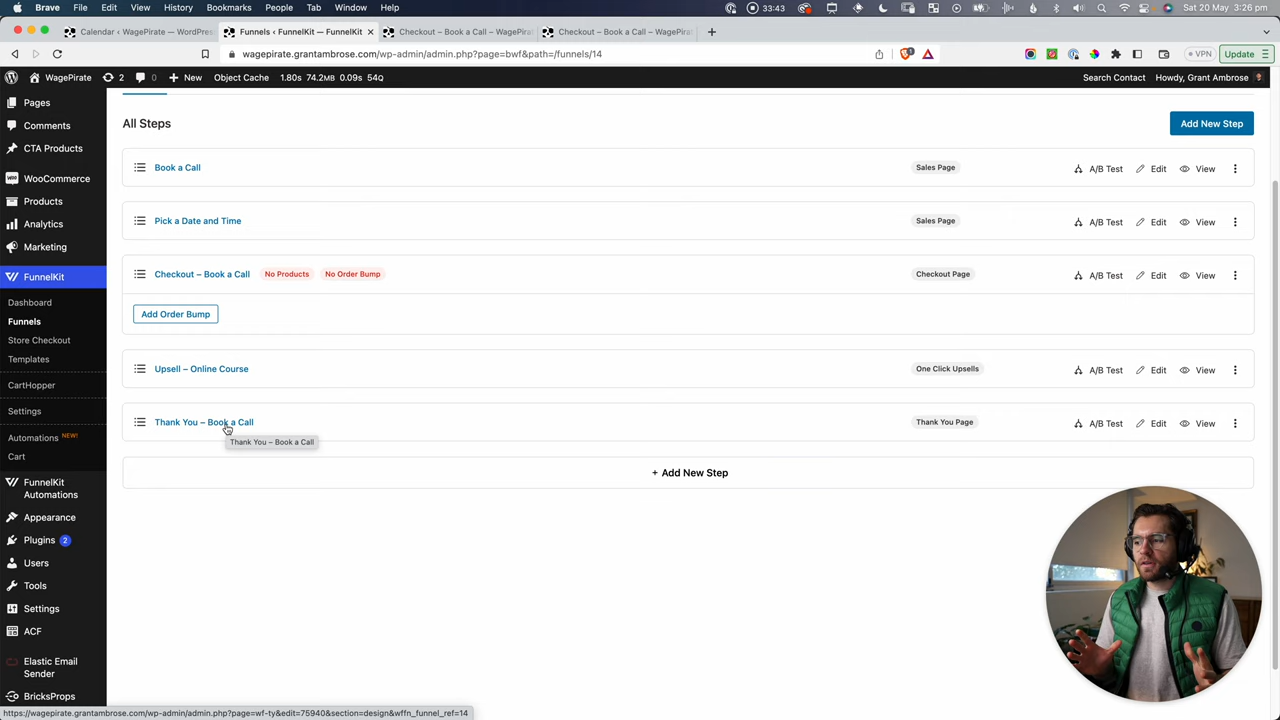 Brave File Edit View History Bookmarks People Tab Window Help 33:43 Sat 20 May 3:26 pm
Calendar ‹ WagePirate — WordPres
Funnels ‹ FunnelKit — FunnelKit
Checkout – Book a Call – WagePira
Checkout – Book a Call – WagePirat
wagepirate.grantambrose.com/wp-admin/admin.php?page=bwf&path=/funnels/14
VPN
Update
WagePirate 2 0 New Object Cache 1.80s 74.2MB 0.09s 54Q Search Contact Howdy, Grant Ambrose
Pages
Comments
CTA Products
WooCommerce
Products
Analytics
Marketing
FunnelKit
Dashboard
Funnels
Store Checkout
Templates
CartHopper
Settings
Automations NEW!
Cart
FunnelKit
Automations
Appearance
Plugins 2
Users
Tools
Settings
ACF
Elastic Email
Sender
BricksProps
All Steps
Add New Step
Book a Call Sales Page A/B Test Edit View
Pick a Date and Time Sales Page A/B Test Edit View
Checkout – Book a Call No Products No Order Bump Checkout Page A/B Test Edit View
Add Order Bump
Upsell – Online Course One Click Upsells A/B Test Edit View
Thank You – Book a Call Thank You Page A/B Test Edit View
Thank You – Book a Call
+ Add New Step
https://wagepirate.grantambrose.com/wp-admin/admin.php?page=wf-ty&edit=75940&section=design&wffn_funnel_ref=14